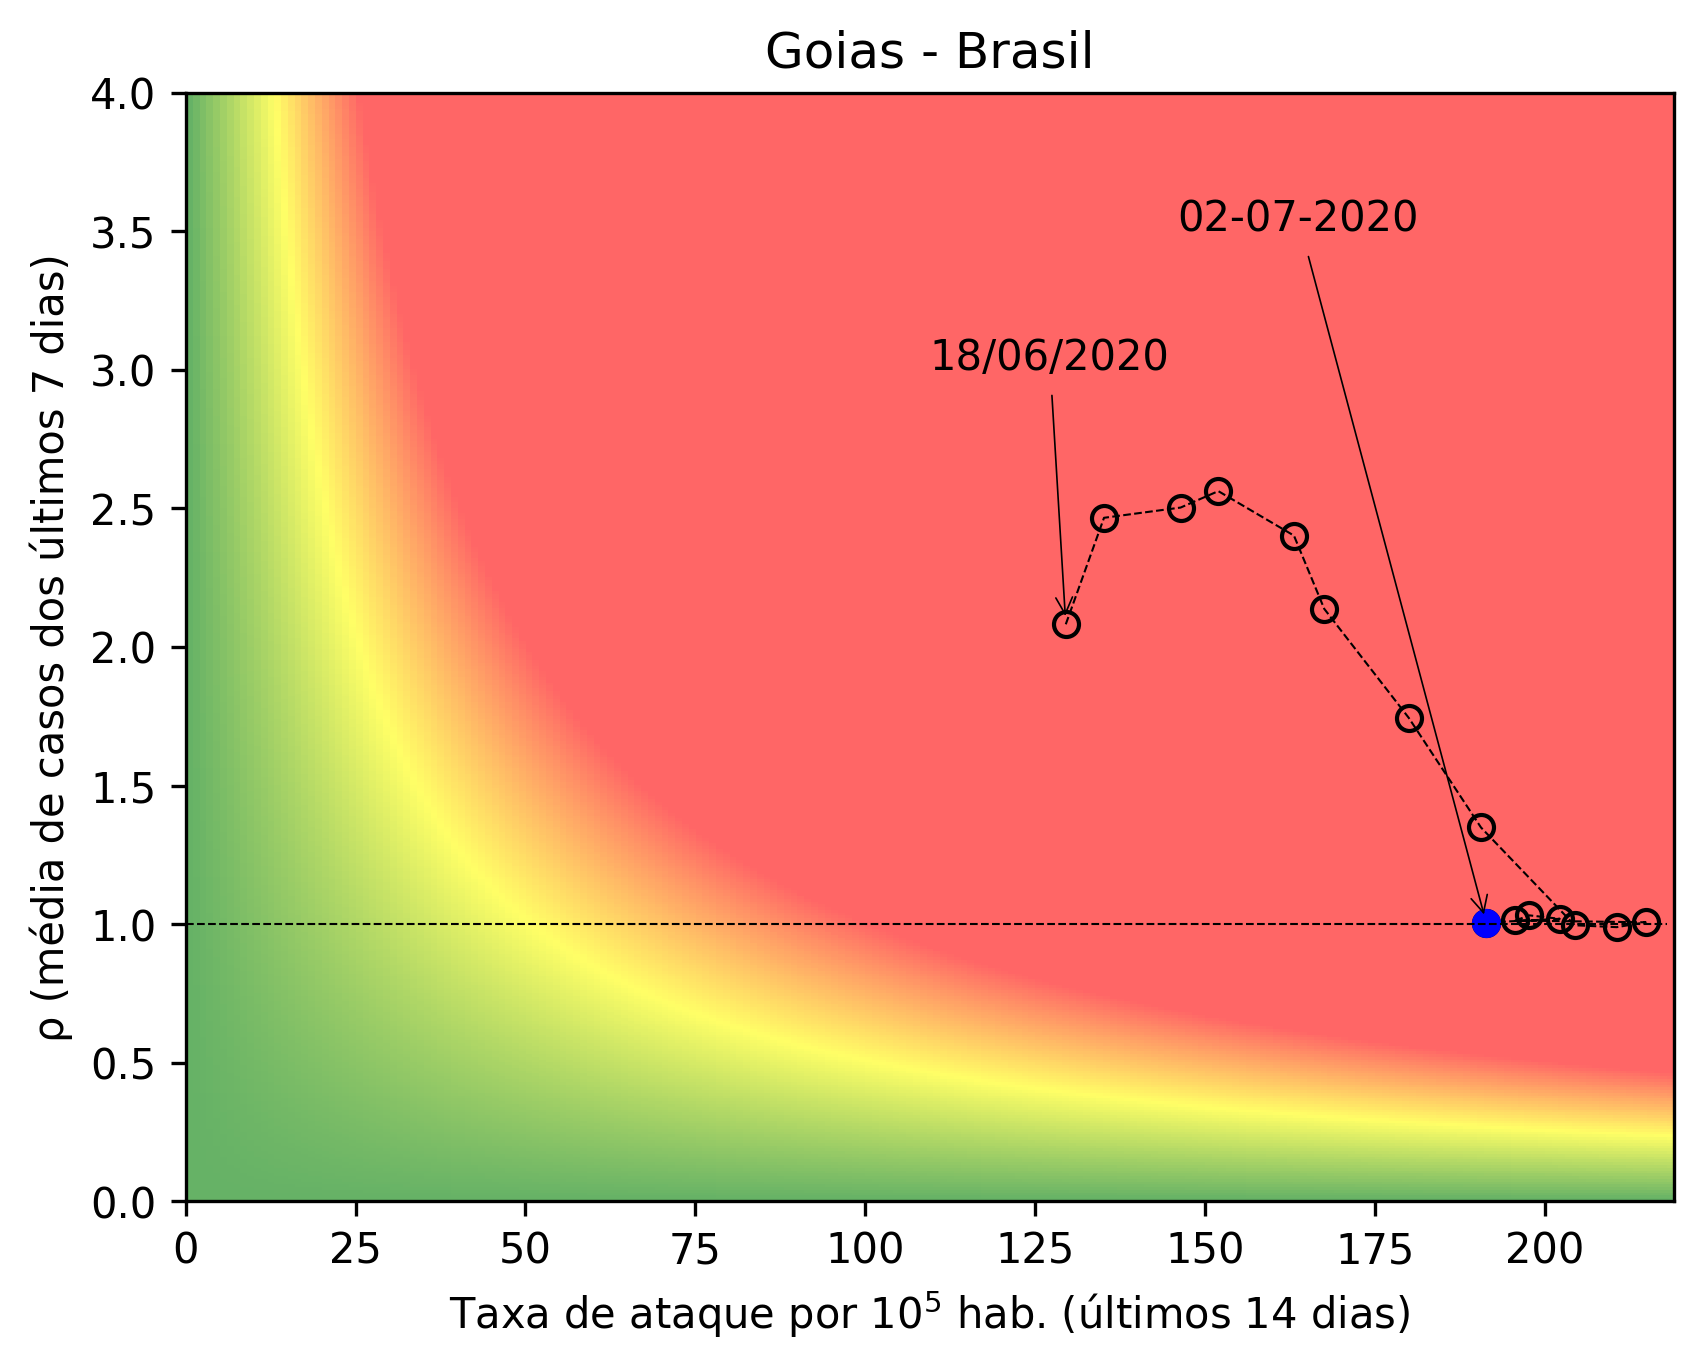 Goias - Brasil
4.0
3.5
3.0
2.5
2.0
1.5
1.0
0.5
0.0
ρ (média de casos dos últimos 7 dias)
02-07-2020
18/06/2020
0 25 50 75 100 125 150 175 200
Taxa de ataque por 10⁵ hab. (últimos 14 dias)